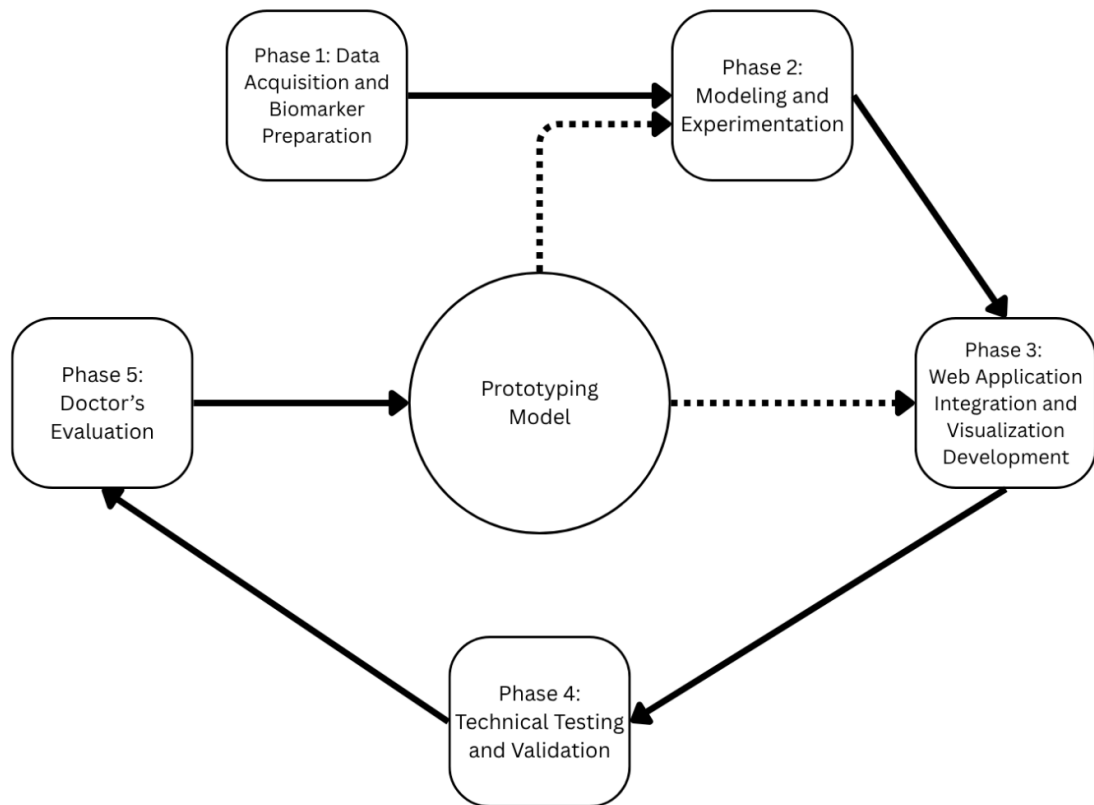 Phase 1: Data
Acquisition and
Biomarker
Preparation
Phase 2:
Modeling and
Experimentation
Phase 3:
Web Application
Integration and
Visualization
Development
Phase 5:
Doctor’s
Evaluation
Prototyping
Model
Phase 4:
Technical Testing
and Validation